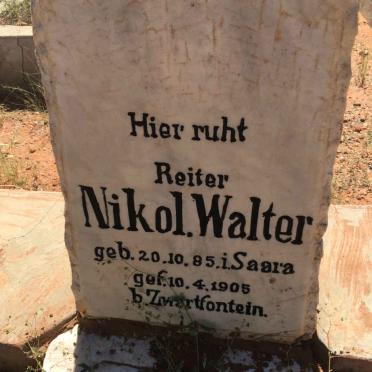 Hier ruht
Reiter
Nikol. Walter
geb. 20.10.85 i. Saara
gef. 10.4.1905
b. Zwartfontein.